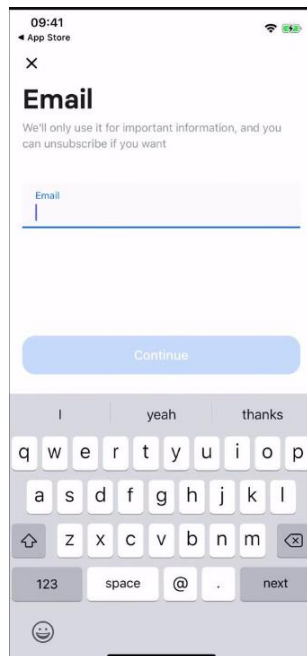 09:41
◀ App Store
Email
We'll only use it for important information, and you
can unsubscribe if you want
Email
Continue
I yeah thanks
q w e r t y u i o p
a s d f g h j k l
z x c v b n m
123 space @ . next